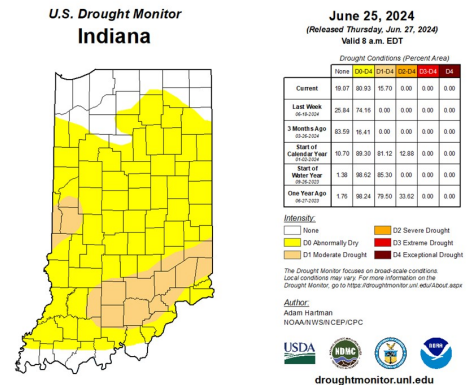 U.S. Drought Monitor
Indiana
June 25, 2024
(Released Thursday, Jun. 27, 2024)
Valid 8 a.m. EDT
Drought Conditions (Percent Area)
None D0-D4 D1-D4 D2-D4 D3-D4 D4
Current 19.07 80.93 15.70 0.00 0.00 0.00
Last Week
06-18-2024 25.84 74.16 0.00 0.00 0.00 0.00
3 Months Ago
03-26-2024 83.59 16.41 0.00 0.00 0.00 0.00
Start of
Calendar Year
01-02-2024 10.70 89.30 81.12 12.88 0.00 0.00
Start of
Water Year
09-26-2023 1.38 98.62 85.30 0.00 0.00 0.00
One Year Ago
06-27-2023 1.76 98.24 79.50 33.62 0.00 0.00
Intensity:
None
D0 Abnormally Dry
D1 Moderate Drought
D2 Severe Drought
D3 Extreme Drought
D4 Exceptional Drought
The Drought Monitor focuses on broad-scale conditions.
Local conditions may vary. For more information on the
Drought Monitor, go to https://droughtmonitor.unl.edu/About.aspx
Author:
Adam Hartman
NOAA/NWS/NCEP/CPC
USDA
NDMC
NOAA
droughtmonitor.unl.edu